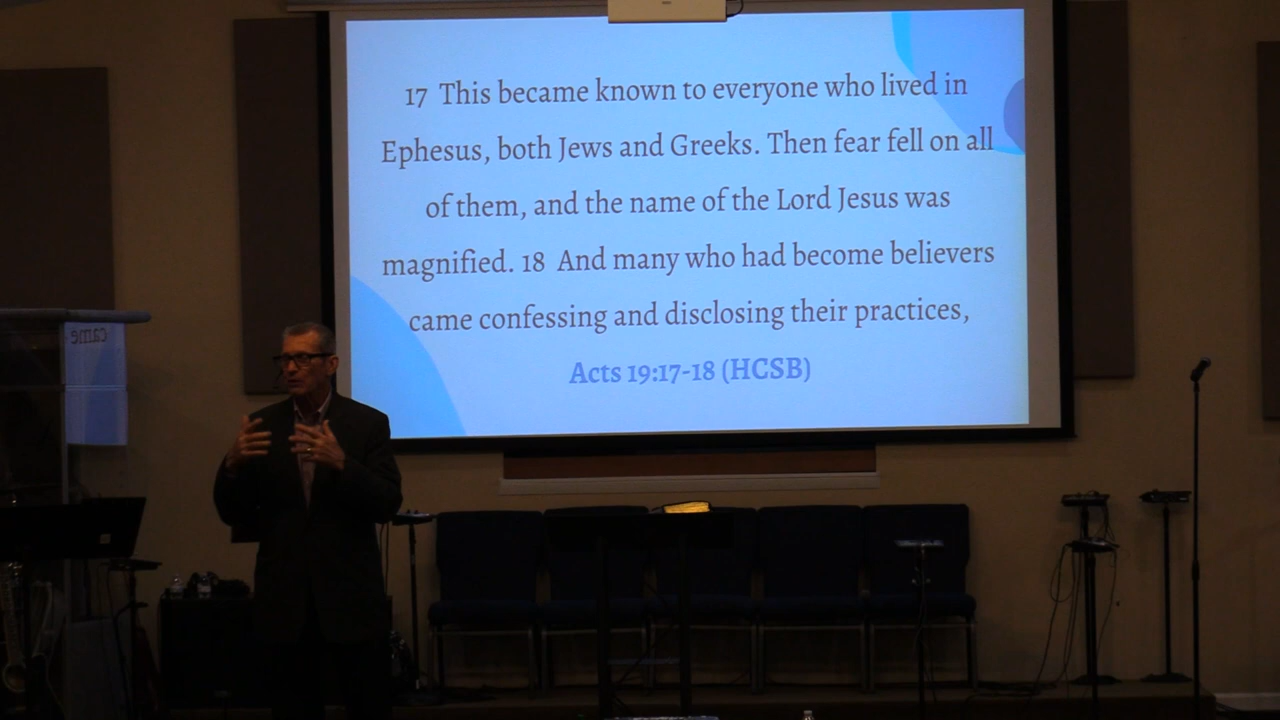 17 This became known to everyone who lived in
Ephesus, both Jews and Greeks. Then fear fell on all
of them, and the name of the Lord Jesus was
magnified. 18 And many who had become believers
came confessing and disclosing their practices,
Acts 19:17-18 (HCSB)
came